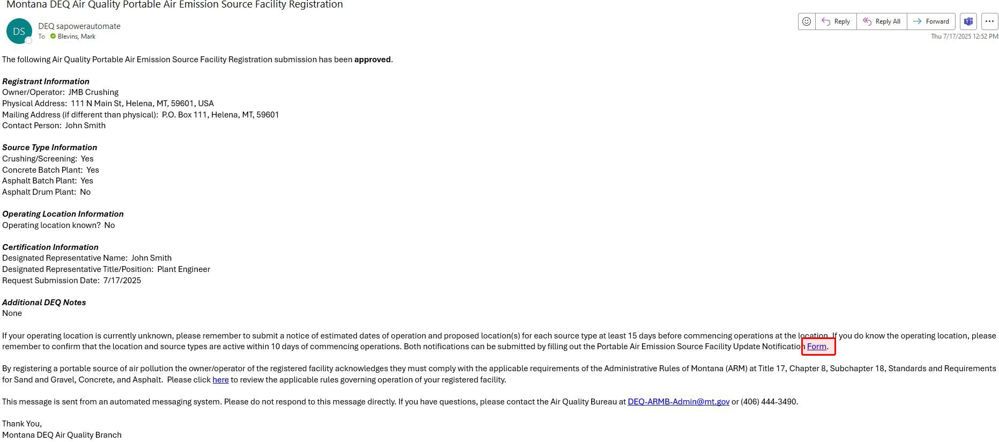 Montana DEQ Air Quality Portable Air Emission Source Facility Registration
DS
DEQ sapowerautomate
To Blevins, Mark
Reply
Reply All
Forward
Thu 7/17/2025 12:52 PM
The following Air Quality Portable Air Emission Source Facility Registration submission has been approved.
Registrant Information
Owner/Operator: JMB Crushing
Physical Address: 111 N Main St, Helena, MT, 59601, USA
Mailing Address (if different than physical): P.O. Box 111, Helena, MT, 59601
Contact Person: John Smith
Source Type Information
Crushing/Screening: Yes
Concrete Batch Plant: Yes
Asphalt Batch Plant: Yes
Asphalt Drum Plant: No
Operating Location Information
Operating location known? No
Certification Information
Designated Representative Name: John Smith
Designated Representative Title/Position: Plant Engineer
Request Submission Date: 7/17/2025
Additional DEQ Notes
None
If your operating location is currently unknown, please remember to submit a notice of estimated dates of operation and proposed location(s) for each source type at least 15 days before commencing operations at the location. If you do know the operating location, please
remember to confirm that the location and source types are active within 10 days of commencing operations. Both notifications can be submitted by filling out the Portable Air Emission Source Facility Update Notification Form.
By registering a portable source of air pollution the owner/operator of the registered facility acknowledges they must comply with the applicable requirements of the Administrative Rules of Montana (ARM) at Title 17, Chapter 8, Subchapter 18, Standards and Requirements
for Sand and Gravel, Concrete, and Asphalt. Please click here to review the applicable rules governing operation of your registered facility.
This message is sent from an automated messaging system. Please do not respond to this message directly. If you have questions, please contact the Air Quality Bureau at DEQ-ARMB-Admin@mt.gov or (406) 444-3490.
Thank You,
Montana DEQ Air Quality Branch